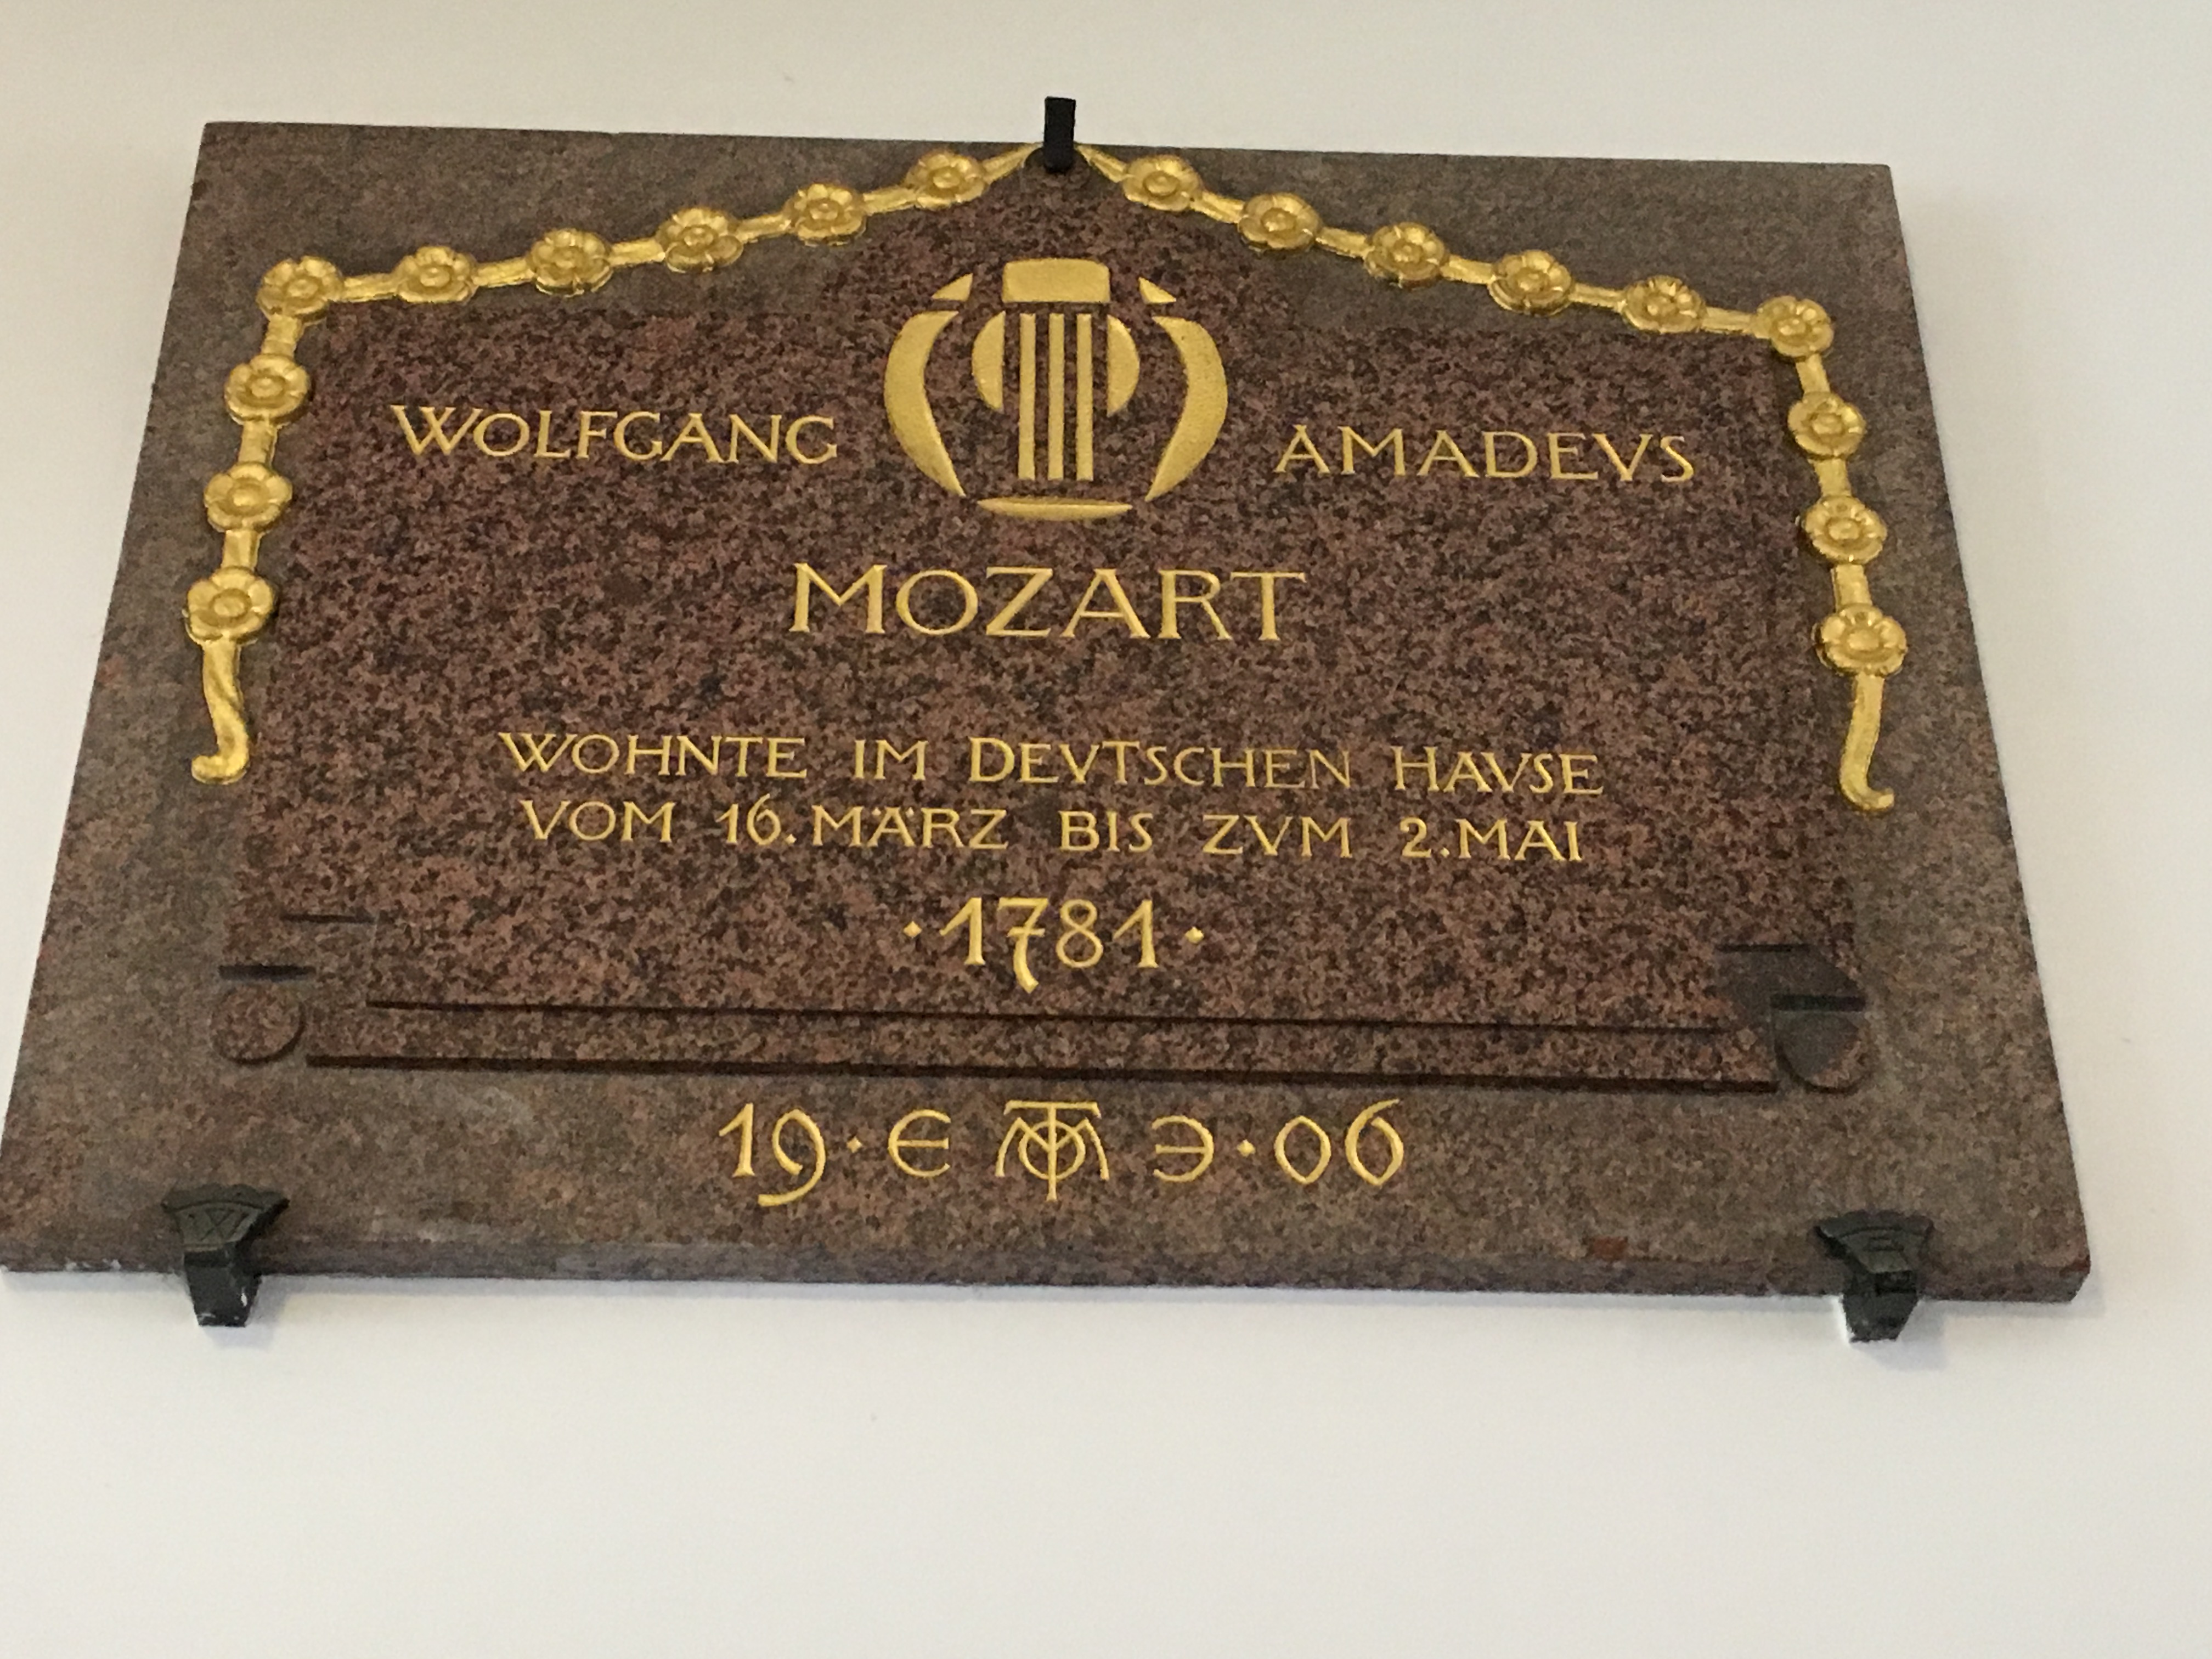 WOLFGANG AMADEVS
MOZART
WOHNTE IM DEVTSCHEN HAVSE
VOM 16. MÄRZ BIS ZVM 2. MAI
·1781·
19 · E Ǝ · 06